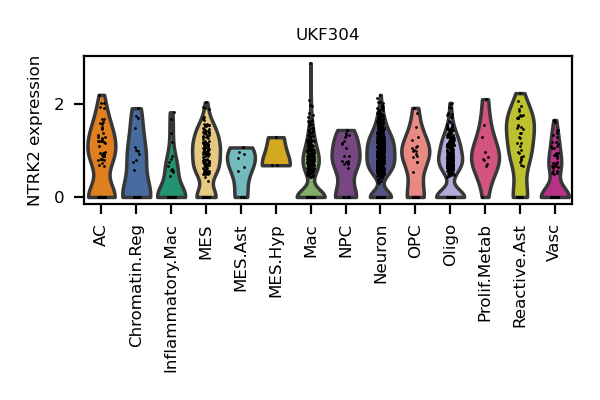 UKF304
NTRK2 expression
2
0
AC
Chromatin.Reg
Inflammatory.Mac
MES
MES.Ast
MES.Hyp
Mac
NPC
Neuron
OPC
Oligo
Prolif.Metab
Reactive.Ast
Vasc